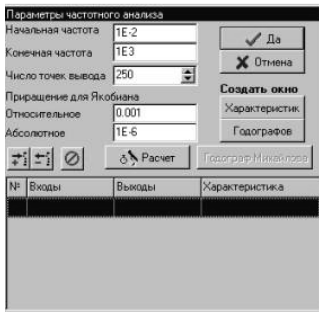 Параметры частотного анализа
Начальная частота 1E-2
Да
Конечная частота 1E3
Отмена
Число точек вывода 250
Создать окно
Приращение для Якобиана
Относительное 0.001
Характеристик
Абсолютное 1E-6
Годографов
Расчет
Годограф Михайлова
№ Входы Выходы Характеристика